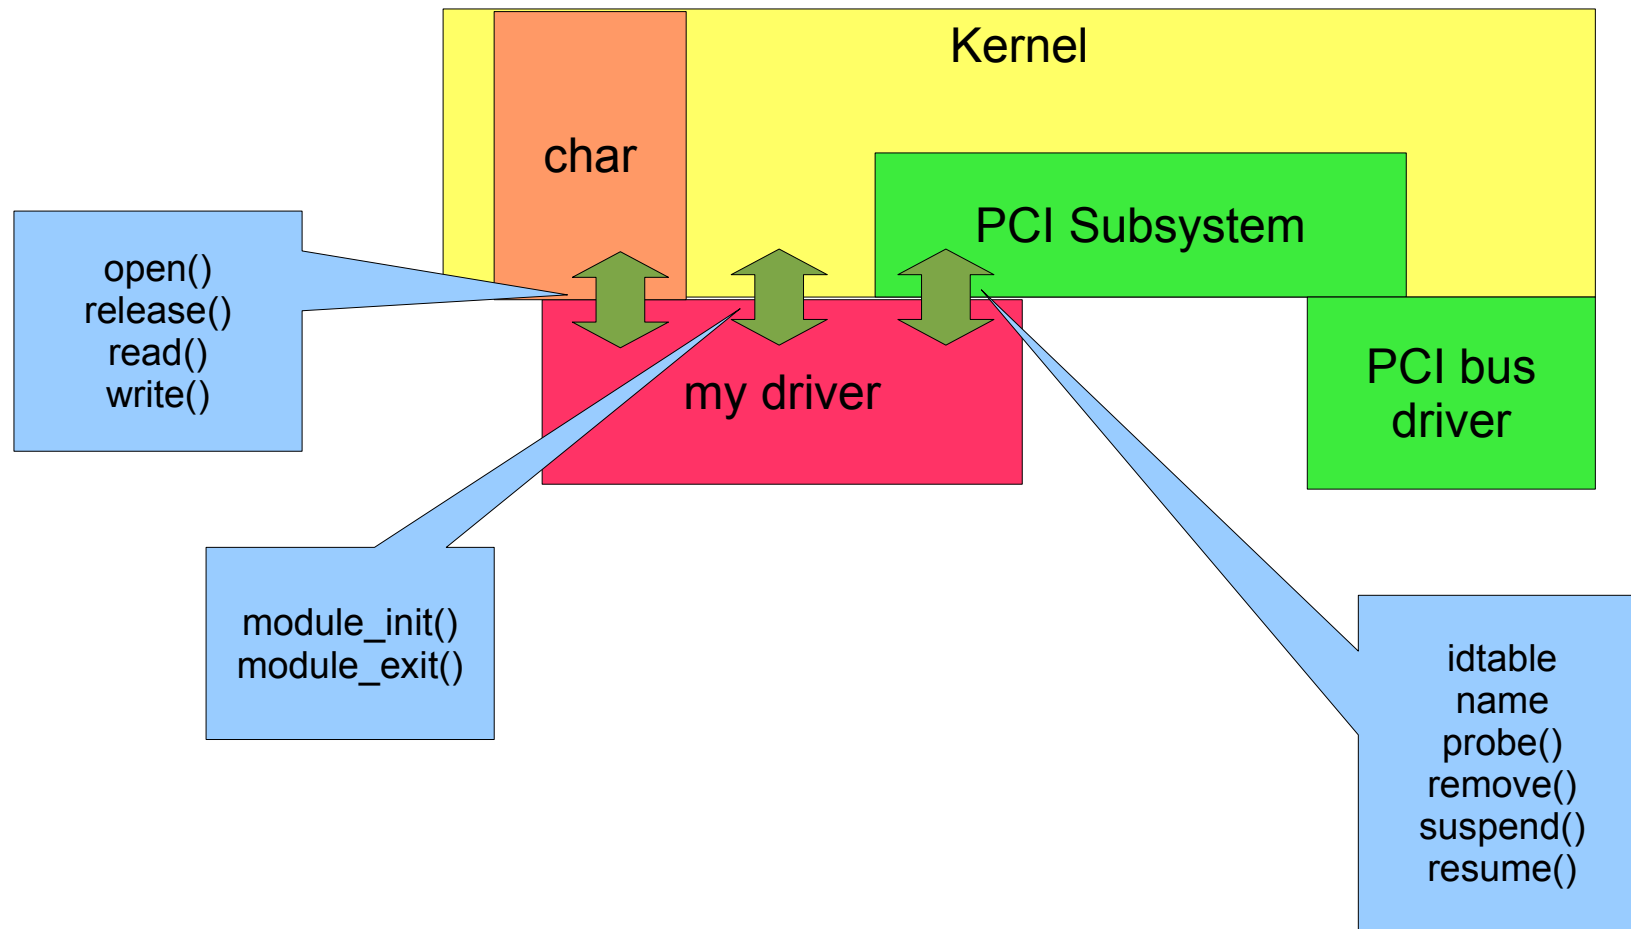 Kernel
char
PCI Subsystem
open()
release()
read()
write()
my driver
PCI bus
driver
module_init()
module_exit()
idtable
name
probe()
remove()
suspend()
resume()